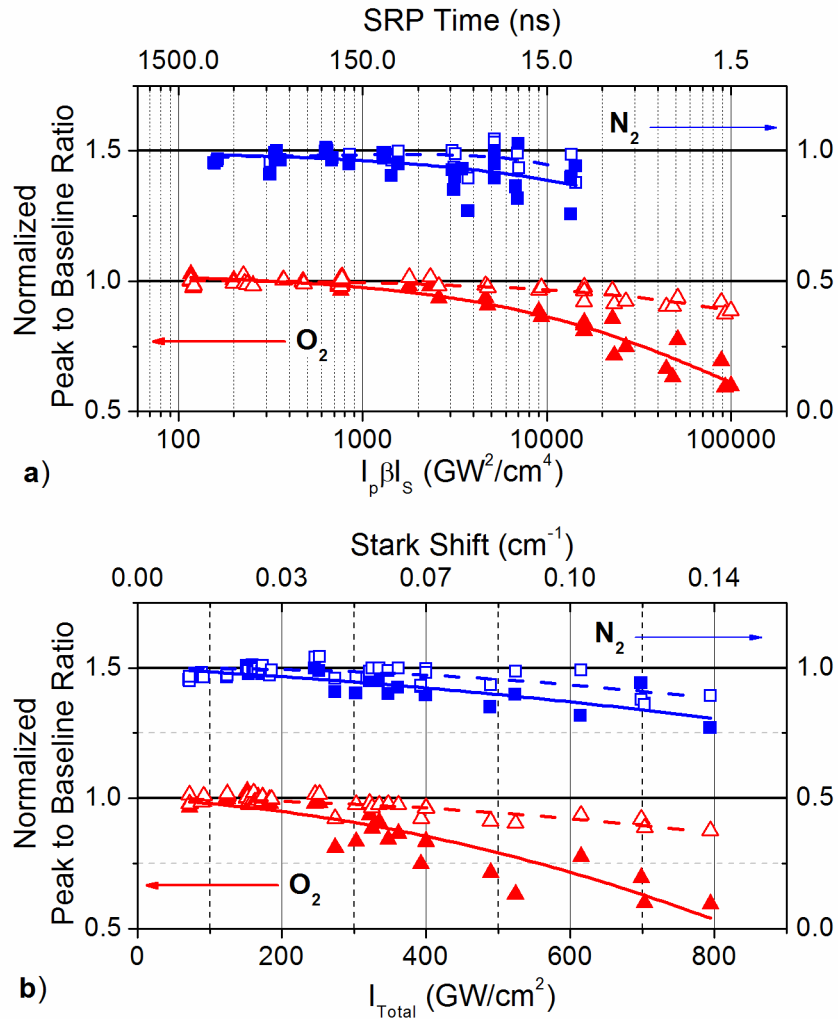 SRP Time (ns)
1500.0 150.0 15.0 1.5
Normalized
Peak to Baseline Ratio
1.5
1.0
0.5
1.0
0.5
0.0
N₂
O₂
100 1000 10000 100000
a) IₚβIₛ (GW²/cm⁴)
Stark Shift (cm⁻¹)
0.00 0.03 0.07 0.10 0.14
Normalized
Peak to Baseline Ratio
1.5
1.0
0.5
1.0
0.5
0.0
N₂
O₂
0 200 400 600 800
b) I_Total (GW/cm²)